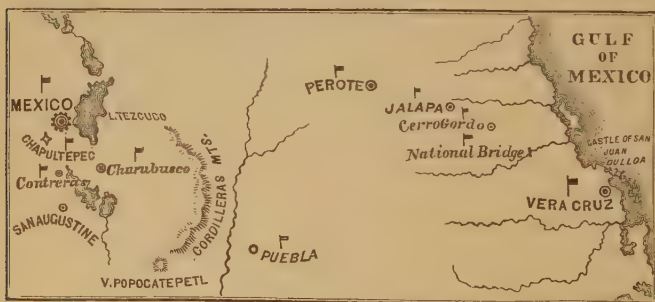 GULF
OF
MEXICO
MEXICO
L.TEZCUCO
CHAPULTEPEC
Contreras
Churubusco
SAN AUGUSTINE
V. POPOCATEPETL
CORDILLERAS MTS.
PEROTE
JALAPA
Cerro Gordo
National Bridge
PUEBLA
CASTLE OF SAN
JUAN
DULLOA
VERA CRUZ